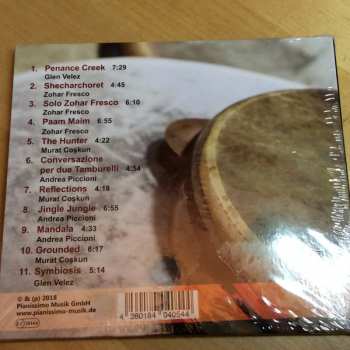 1. Penance Creek 7:29
Glen Velez
2. Shecharchoret 4:45
Zohar Fresco
3. Solo Zohar Fresco 6:10
Zohar Fresco
4. Paam Maim 6:55
Zohar Fresco
5. The Hunter 4:22
Murat Coşkun
6. Conversazione
per due Tamburelli 4:54
Andrea Piccioni
7. Reflections 4:18
Murat Coşkun
8. Jingle Jungle 6:55
Andrea Piccioni
9. Mandala 4:33
Andrea Piccioni
10. Grounded 6:17
Murat Coşkun
11. Symbiosis 5:14
Glen Velez
© & (p) 2018
Pianissimo Musik GmbH
www.pianissimo-musik.de
4 260184 040544